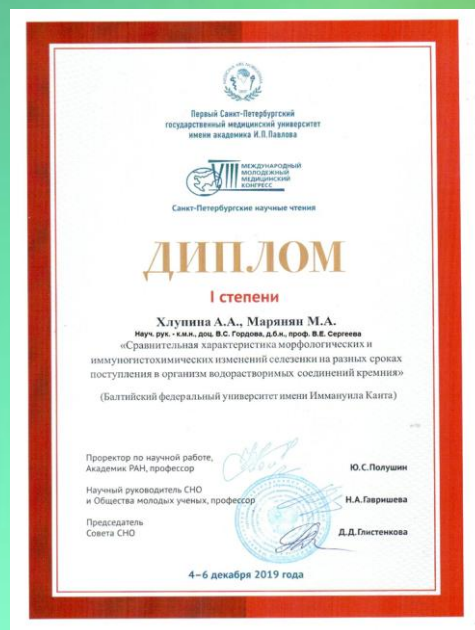 Первый Санкт-Петербургский
государственный медицинский университет
имени академика И.П.Павлова
VIII
МЕЖДУНАРОДНЫЙ
МОЛОДЕЖНЫЙ
МЕДИЦИНСКИЙ
КОНГРЕСС
Санкт-Петербургские научные чтения
ДИПЛОМ
I степени
Хлупина А.А., Марянян М.А.
Науч. рук. - к.м.н., доц. В.С. Гордова, д.б.н., проф. В.Е. Сергеева
«Сравнительная характеристика морфологических и
иммуногистохимических изменений селезенки на разных сроках
поступления в организм водорастворимых соединений кремния»
(Балтийский федеральный университет имени Иммануила Канта)
Проректор по научной работе,
Академик РАН, профессор
Ю.С.Полушин
Научный руководитель СНО
и Общества молодых ученых, профессор
Н.А.Гавришева
Председатель
Совета СНО
Д.Д.Глистенкова
4–6 декабря 2019 года